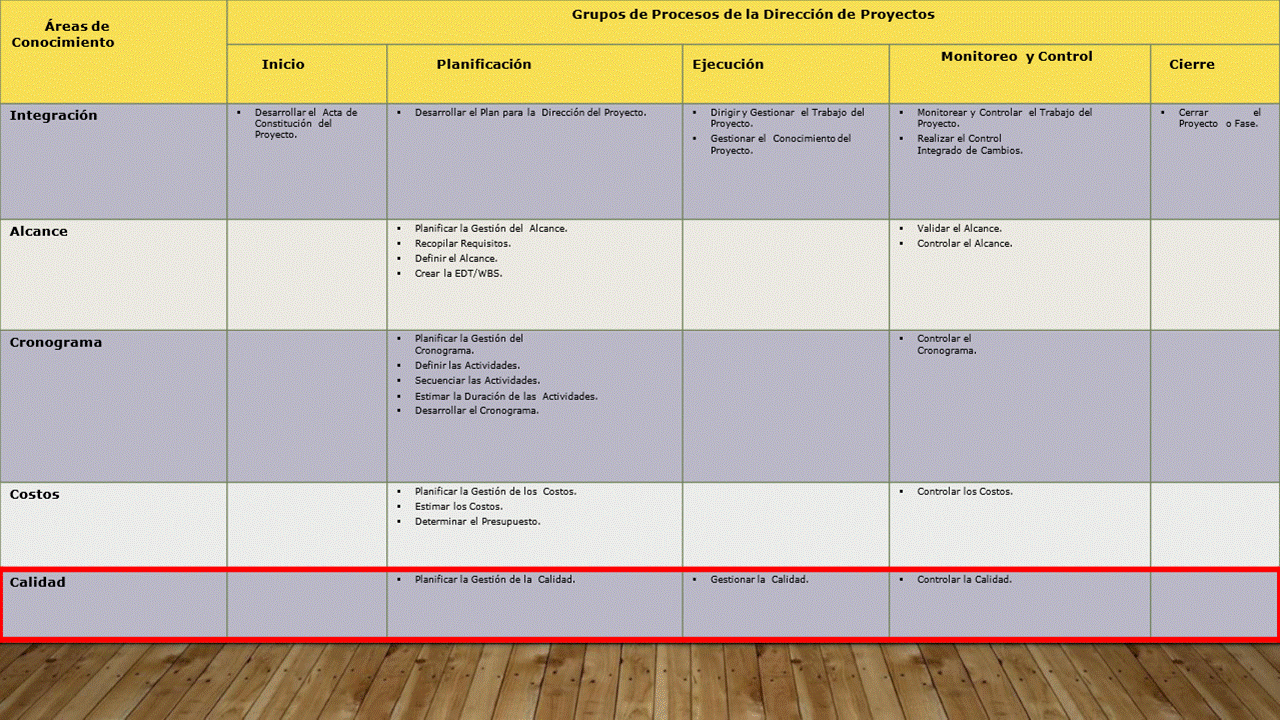 Áreas de
Conocimiento
Grupos de Procesos de la Dirección de Proyectos
Inicio
Planificación
Ejecución
Monitoreo y Control
Cierre
Integración
▪ Desarrollar el Acta de
Constitución del
Proyecto.
▪ Desarrollar el Plan para la Dirección del Proyecto.
▪ Dirigir y Gestionar el Trabajo del
Proyecto.
▪ Gestionar el Conocimiento del
Proyecto.
▪ Monitorear y Controlar el Trabajo del
Proyecto.
▪ Realizar el Control
Integrado de Cambios.
▪ Cerrar el
Proyecto o Fase.
Alcance
▪ Planificar la Gestión del Alcance.
▪ Recopilar Requisitos.
▪ Definir el Alcance.
▪ Crear la EDT/WBS.
▪ Validar el Alcance.
▪ Controlar el Alcance.
Cronograma
▪ Planificar la Gestión del
Cronograma.
▪ Definir las Actividades.
▪ Secuenciar las Actividades.
▪ Estimar la Duración de las Actividades.
▪ Desarrollar el Cronograma.
▪ Controlar el
Cronograma.
Costos
▪ Planificar la Gestión de los Costos.
▪ Estimar los Costos.
▪ Determinar el Presupuesto.
▪ Controlar los Costos.
Calidad
▪ Planificar la Gestión de la Calidad.
▪ Gestionar la Calidad.
▪ Controlar la Calidad.